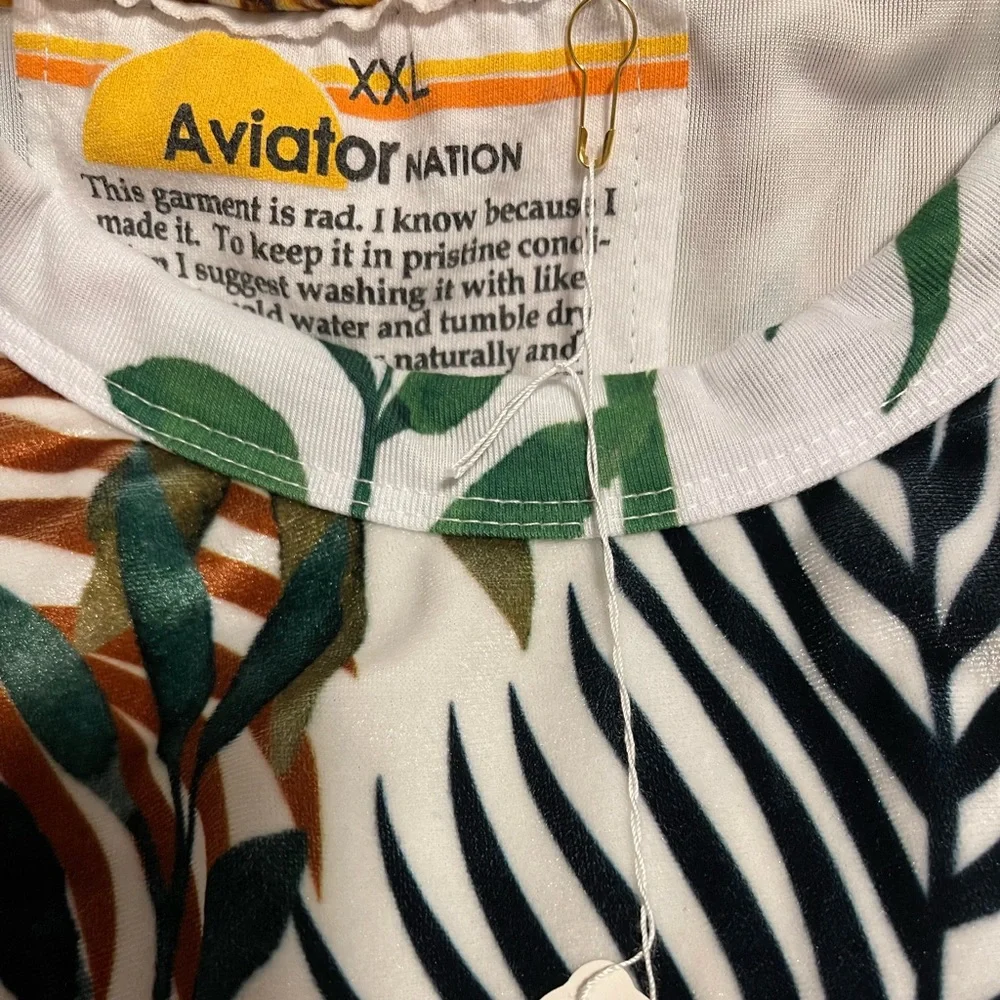 XXL
Aviator NATION
This garment is rad. I know because I
made it. To keep it in pristine condi-
I suggest washing it with like
water and tumble dry
naturally and